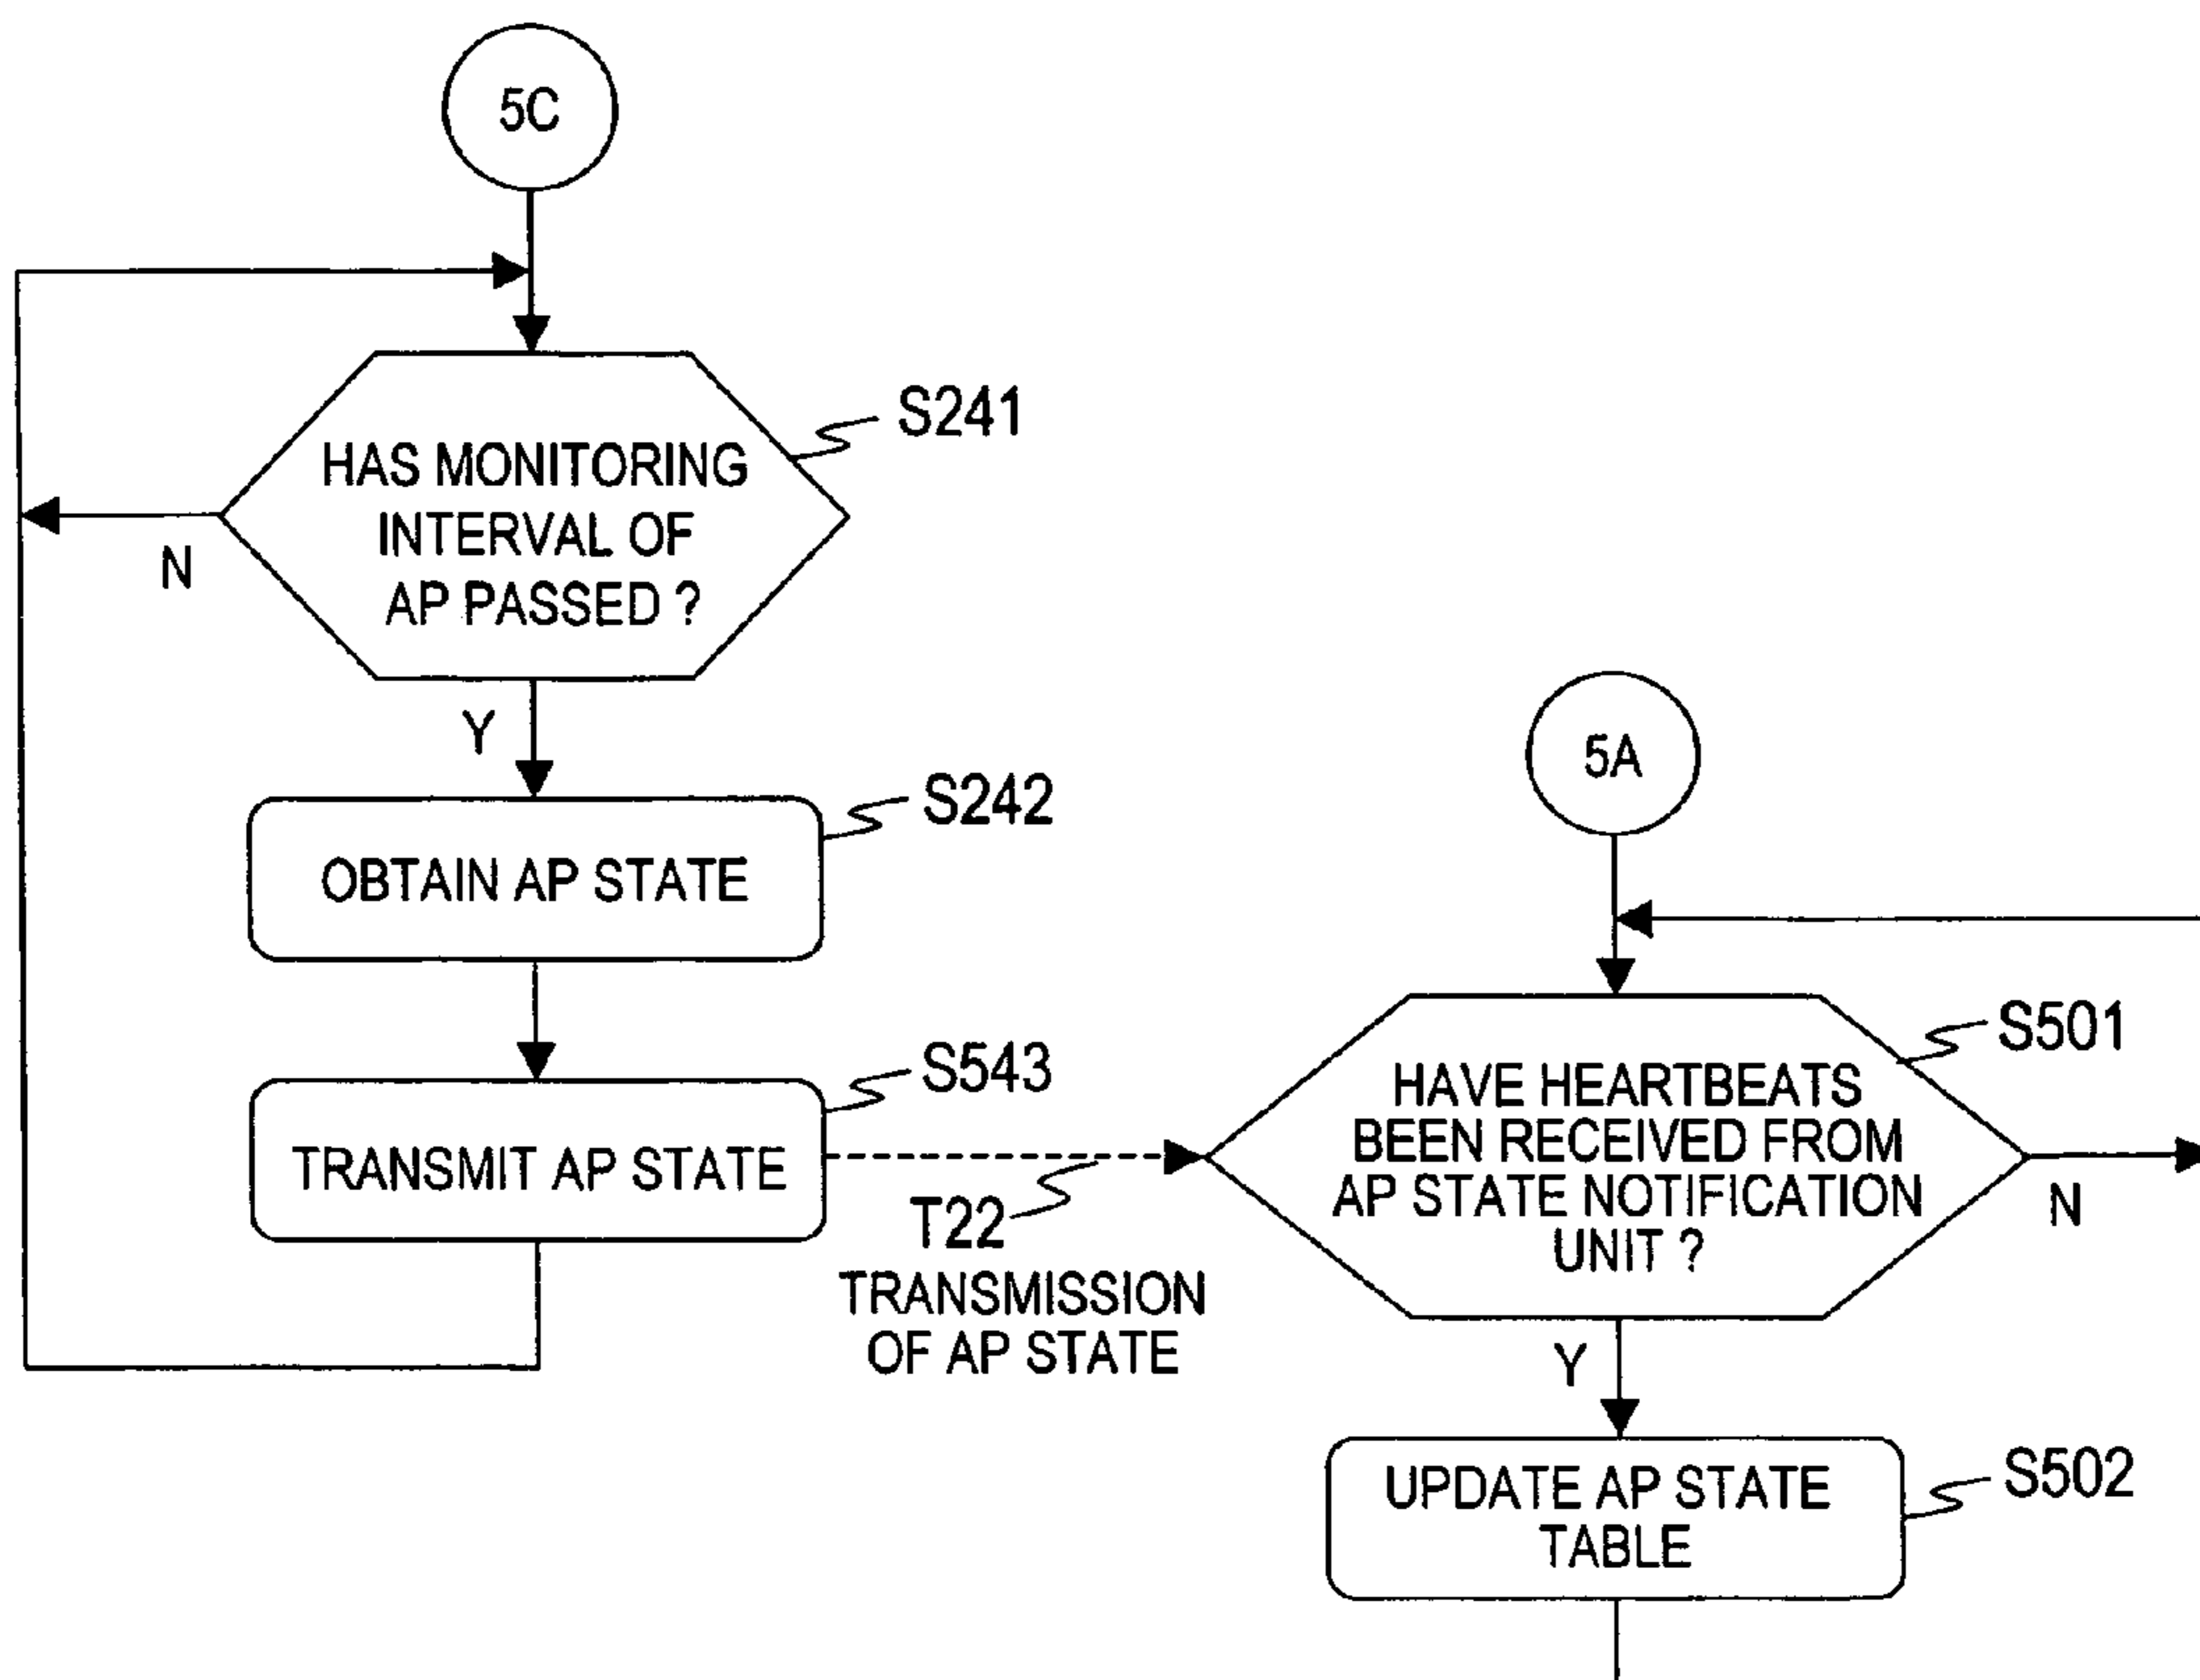 5C
S241
HAS MONITORING
INTERVAL OF
AP PASSED ?
N
Y
S242
OBTAIN AP STATE
S543
TRANSMIT AP STATE
T22
TRANSMISSION
OF AP STATE
5A
S501
HAVE HEARTBEATS
BEEN RECEIVED FROM
AP STATE NOTIFICATION
UNIT ?
N
Y
S502
UPDATE AP STATE
TABLE